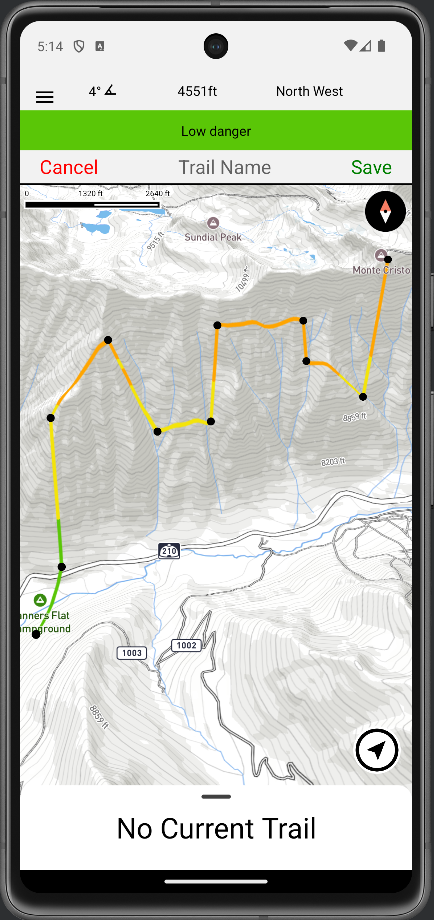 5:14
4° 4551ft North West
Low danger
Cancel Trail Name Save
0 1320 ft 2640 ft
9515 ft
Sundial Peak
10499 ft
Monte Cristo
8859 ft
8203 ft
210
anners Flat
ampground
1003
1002
8859 ft
No Current Trail